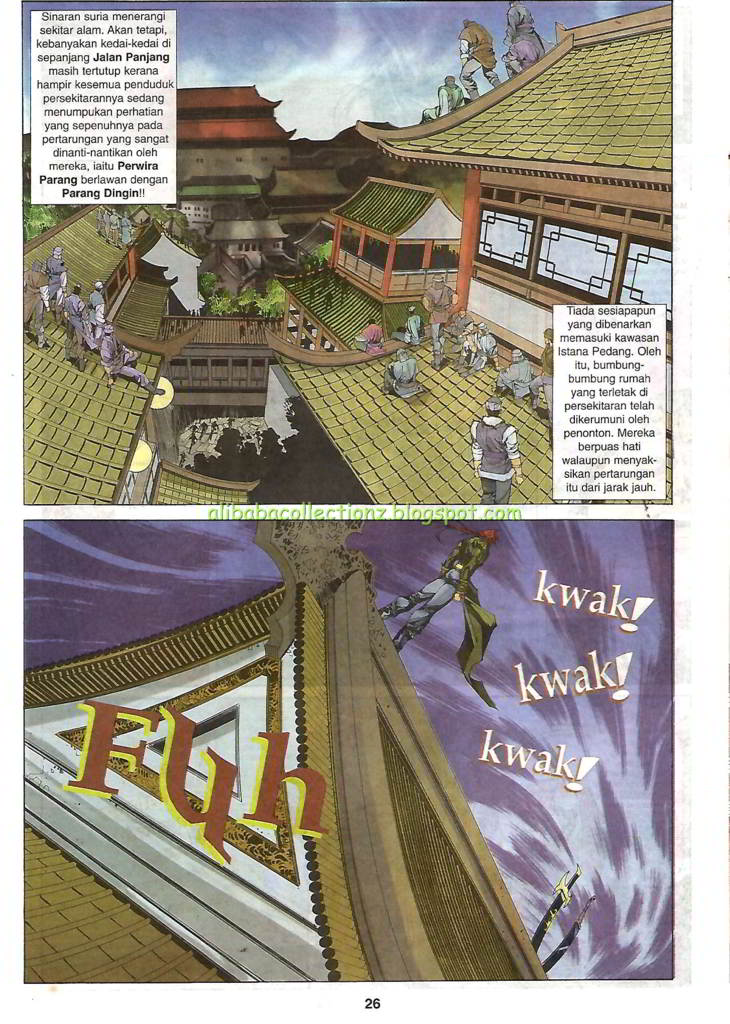 Sinaran suria menerangi
sekitar alam. Akan tetapi,
kebanyakan kedai-kedai di
sepanjang Jalan Panjang
masih tertutup kerana
hampir kesemua penduduk
persekitarannya sedang
menumpukan perhatian
yang sepenuhnya pada
pertarungan yang sangat
dinanti-nantikan oleh
mereka, iaitu Perwira
Parang berlawan dengan
Parang Dingin!!
Tiada sesiapapun
yang dibenarkan
memasuki kawasan
Istana Pedang. Oleh
itu, bumbung-
bumbung rumah
yang terletak di
persekitaran telah
dikerumuni oleh
penonton. Mereka
berpuas hati
walaupun menyak-
sikan pertarungan
itu dari jarak jauh.
alibabacollectionz.blogspot.com
kwak!
kwak!
kwak!
Fuh
26